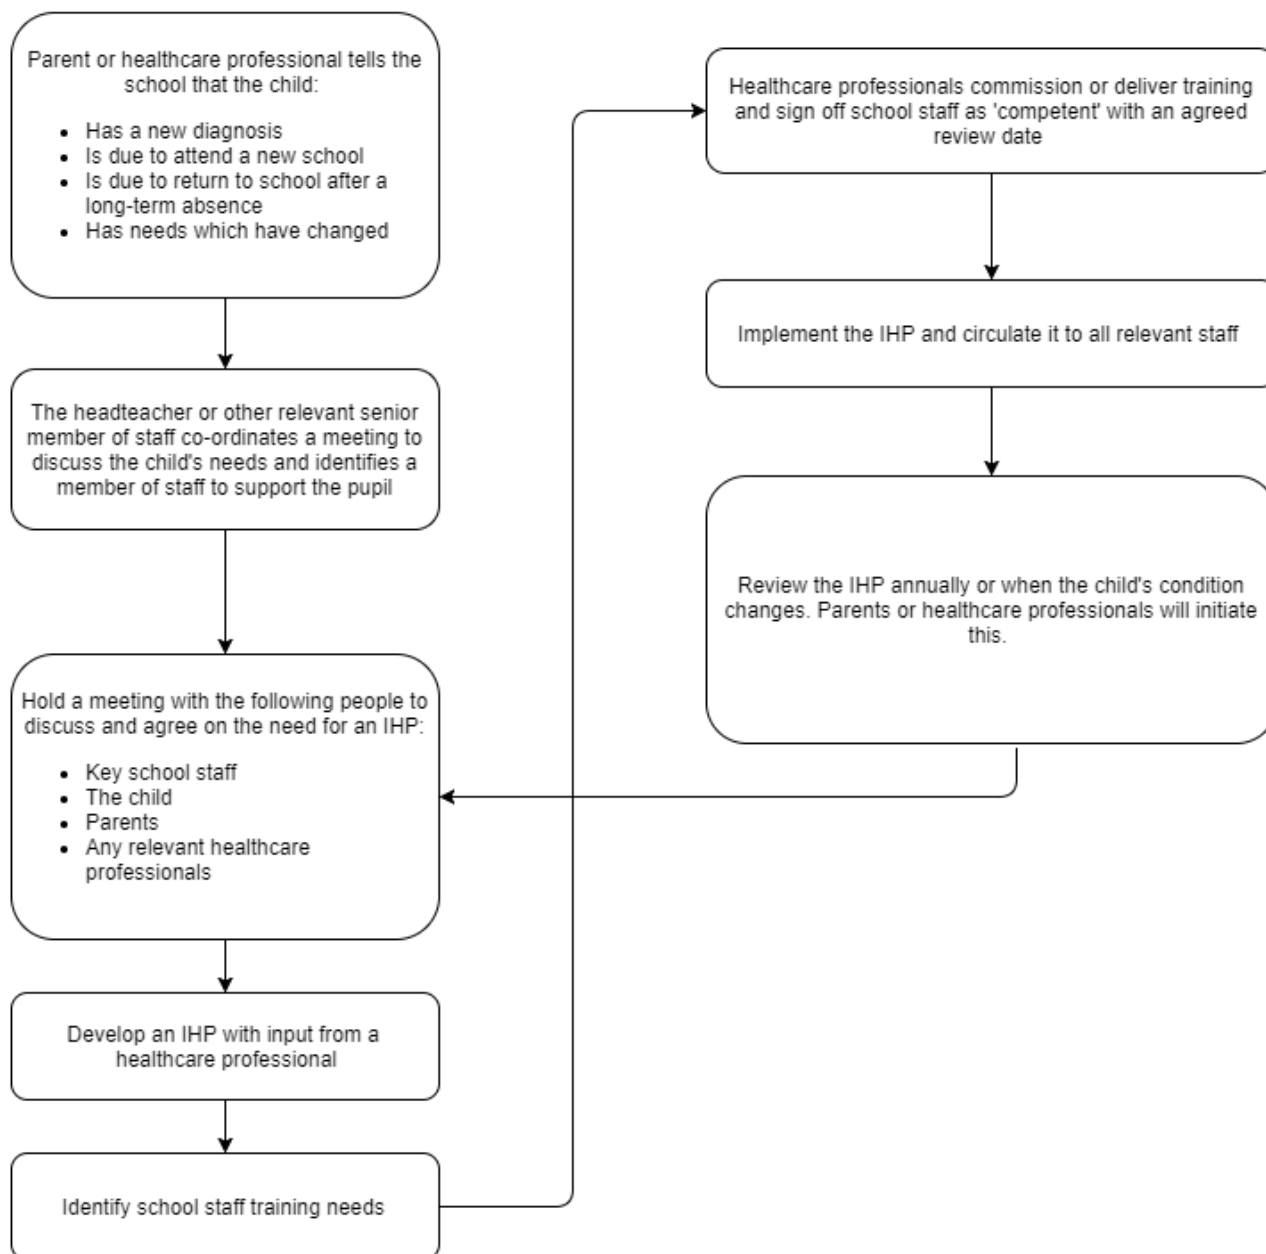 Parent or healthcare professional tells the
school that the child:
• Has a new diagnosis
• Is due to attend a new school
• Is due to return to school after a
long-term absence
• Has needs which have changed
The headteacher or other relevant senior
member of staff co-ordinates a meeting to
discuss the child's needs and identifies a
member of staff to support the pupil
Hold a meeting with the following people to
discuss and agree on the need for an IHP:
• Key school staff
• The child
• Parents
• Any relevant healthcare
professionals
Develop an IHP with input from a
healthcare professional
Identify school staff training needs
Healthcare professionals commission or deliver training
and sign off school staff as 'competent' with an agreed
review date
Implement the IHP and circulate it to all relevant staff
Review the IHP annually or when the child's condition
changes. Parents or healthcare professionals will initiate
this.